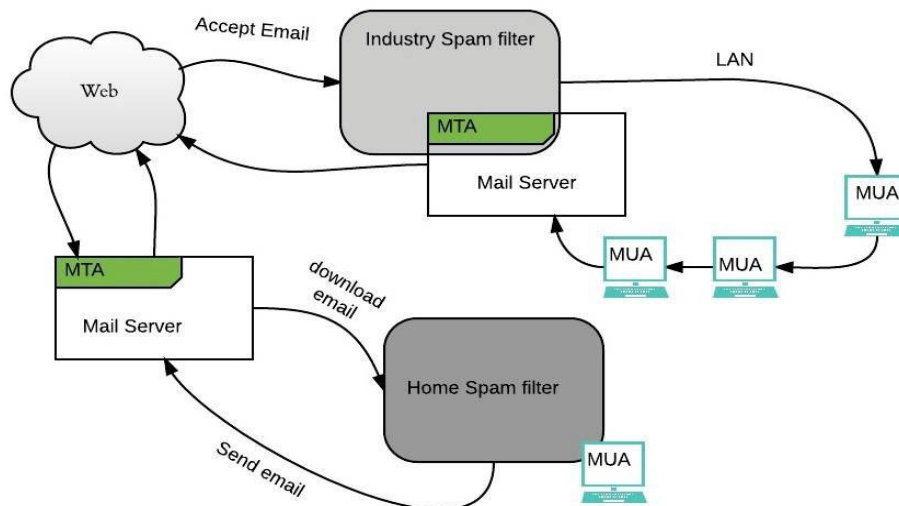 Accept Email
Industry Spam filter
Web
LAN
MTA
Mail Server
MUA
MUA
MUA
MTA
Mail Server
download
email
Home Spam filter
Send email
MUA